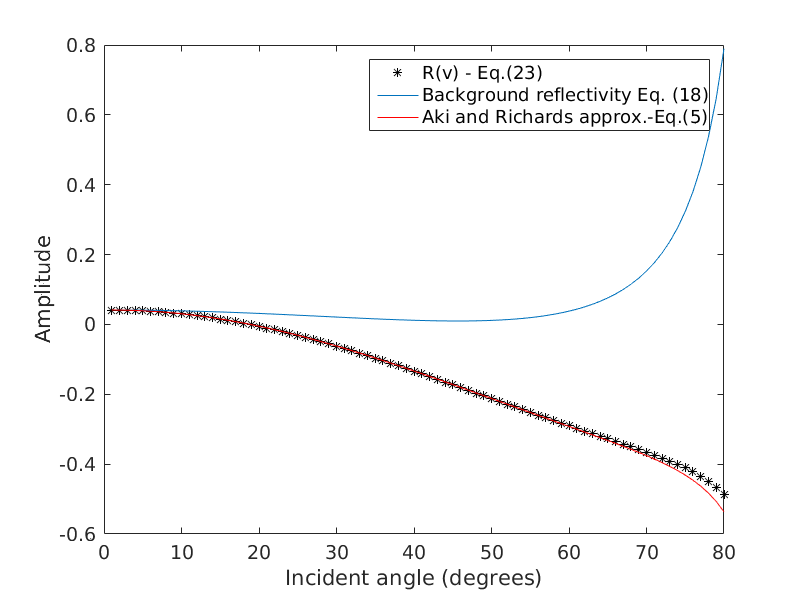 0.8
0.6
0.4
0.2
0
-0.2
-0.4
-0.6
Amplitude
R(v) - Eq.(23)
Background reflectivity Eq. (18)
Aki and Richards approx.-Eq.(5)
0 10 20 30 40 50 60 70 80
Incident angle (degrees)